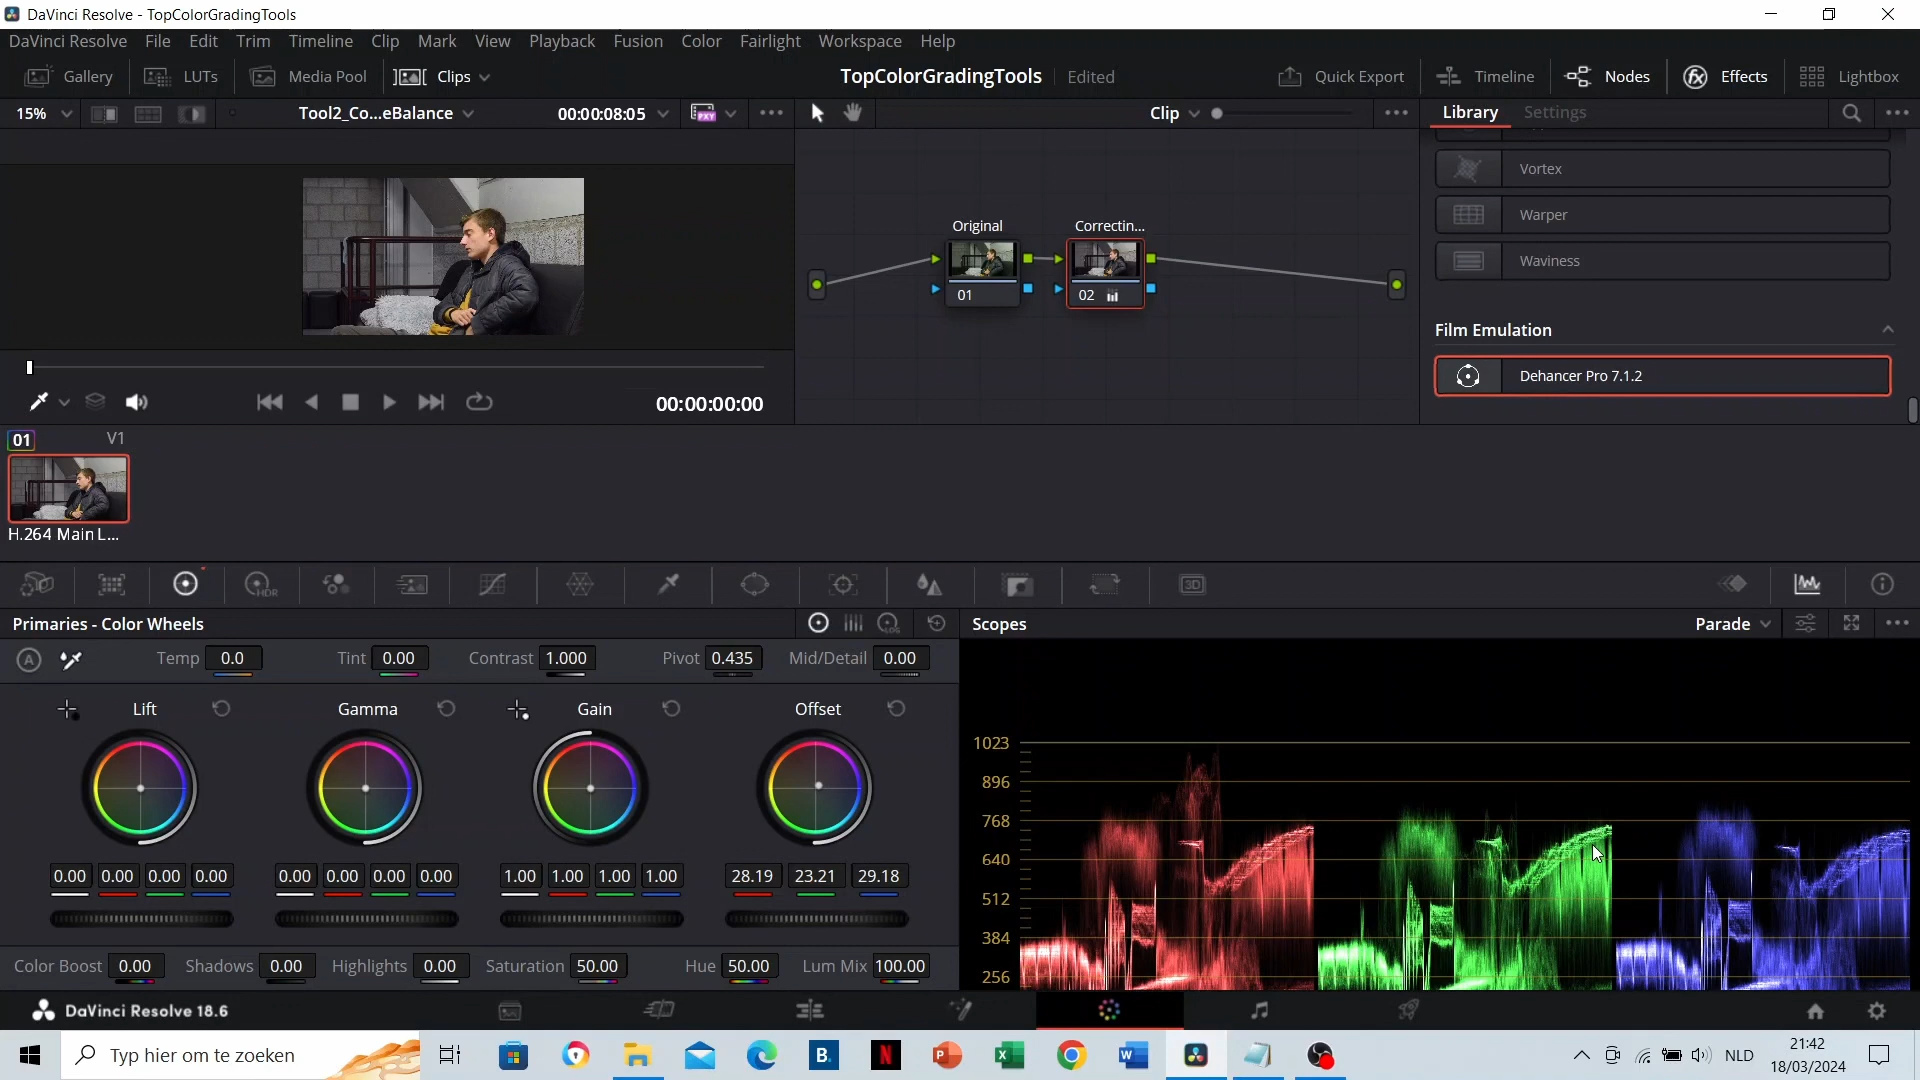 DaVinci Resolve - TopColorGradingTools
DaVinci Resolve File Edit Trim Timeline Clip Mark View Playback Fusion Color Fairlight Workspace Help
Gallery LUTs Media Pool Clips TopColorGradingTools Edited Quick Export Timeline Nodes Effects Lightbox
15% Tool2_Co...eBalance 00:00:08:05 PXY Clip Library Settings
Vortex
Warper
Original Correctin...
Waviness
01 02
Film Emulation
Dehancer Pro 7.1.2
00:00:00:00
01 V1
H.264 Main L...
HDR
3D
Primaries - Color Wheels LOG Scopes Parade
A Temp 0.0 Tint 0.00 Contrast 1.000 Pivot 0.435 Mid/Detail 0.00
Lift Gamma Gain Offset
1023
896
768
640
0.00 0.00 0.00 0.00 0.00 0.00 0.00 0.00 1.00 1.00 1.00 1.00 28.19 23.21 29.18
512
384
Color Boost 0.00 Shadows 0.00 Highlights 0.00 Saturation 50.00 Hue 50.00 Lum Mix 100.00
256
DaVinci Resolve 18.6
Typ hier om te zoeken B. N NLD 21:42
18/03/2024